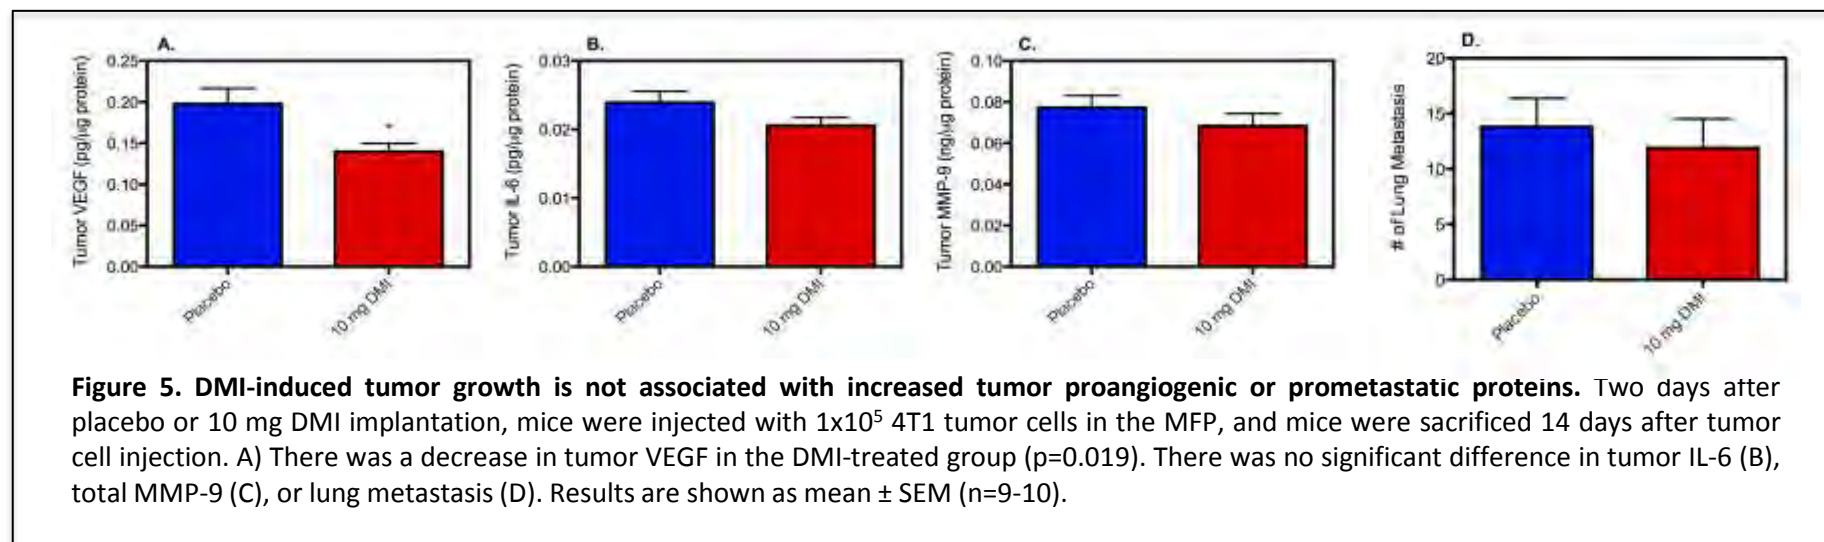 A.
Tumor VEGF (pg/µg protein)
0.25
0.20
0.15
0.10
0.05
0.00
*
Placebo
10 mg DMI
B.
Tumor IL-6 (pg/µg protein)
0.03
0.02
0.01
0.00
Placebo
10 mg DMI
C.
Tumor MMP-9 (ng/µg protein)
0.10
0.08
0.06
0.04
0.02
0.00
Placebo
10 mg DMI
D.
# of Lung Metastasis
20
15
10
5
0
Placebo
10 mg DMI
Figure 5. DMI-induced tumor growth is not associated with increased tumor proangiogenic or prometastatic proteins. Two days after
placebo or 10 mg DMI implantation, mice were injected with 1x10⁵ 4T1 tumor cells in the MFP, and mice were sacrificed 14 days after tumor
cell injection. A) There was a decrease in tumor VEGF in the DMI-treated group (p=0.019). There was no significant difference in tumor IL-6 (B),
total MMP-9 (C), or lung metastasis (D). Results are shown as mean ± SEM (n=9-10).